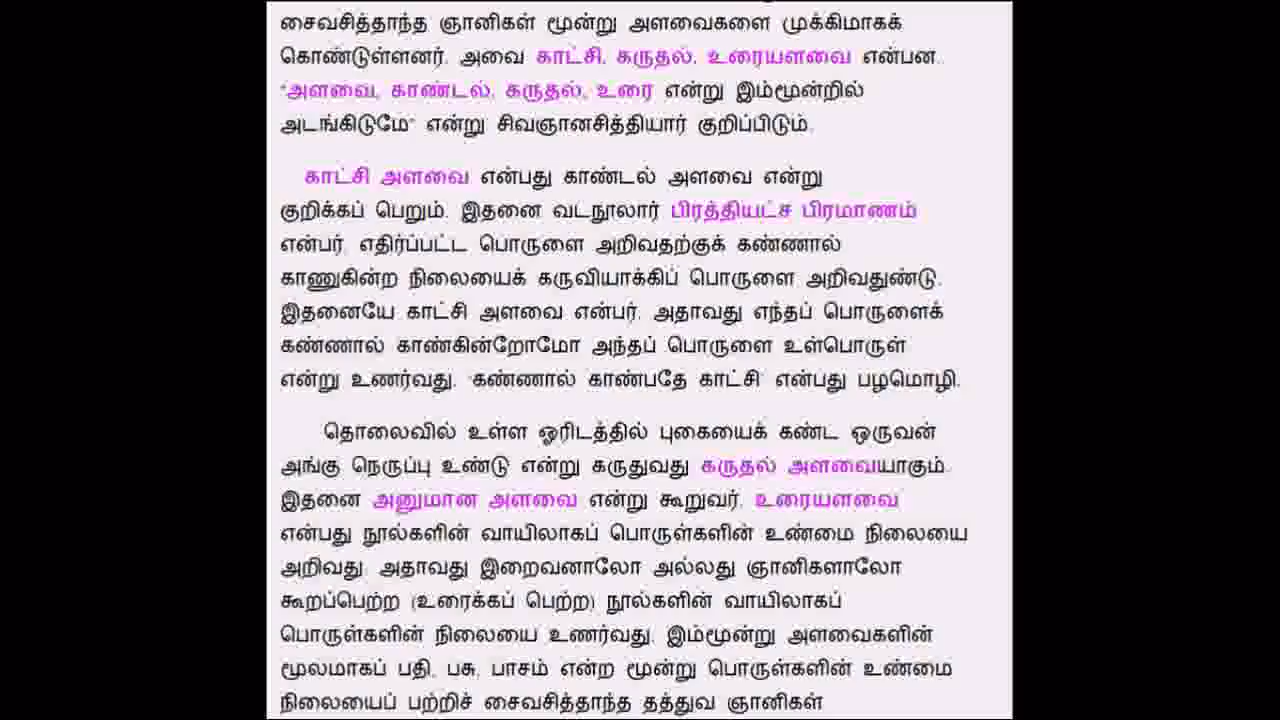 சைவசித்தாந்த ஞானிகள் மூன்று அளவைகளை முக்கிமாகக்
கொண்டுள்ளனர். அவை காட்சி, கருதல், உரையளவை என்பன.
"அளவை, காண்டல், கருதல், உரை என்று இம்மூன்றில்
அடங்கிடுமே" என்று சிவஞானசித்தியார் குறிப்பிடும்.
காட்சி அளவை என்பது காண்டல் அளவை என்று
குறிக்கப் பெறும். இதனை வடநூலார் பிரத்தியட்ச பிரமாணம்
என்பர். எதிர்ப்பட்ட பொருளை அறிவதற்குக் கண்ணால்
காணுகின்ற நிலையைக் கருவியாக்கிப் பொருளை அறிவதுண்டு.
இதனையே காட்சி அளவை என்பர். அதாவது எந்தப் பொருளைக்
கண்ணால் காண்கின்றோமோ அந்தப் பொருளை உள்பொருள்
என்று உணர்வது. 'கண்ணால் காண்பதே காட்சி' என்பது பழமொழி.
தொலைவில் உள்ள ஓரிடத்தில் புகையைக் கண்ட ஒருவன்
அங்கு நெருப்பு உண்டு என்று கருதுவது கருதல் அளவையாகும்.
இதனை அனுமான அளவை என்று கூறுவர். உரையளவை
என்பது நூல்களின் வாயிலாகப் பொருள்களின் உண்மை நிலையை
அறிவது. அதாவது இறைவனாலோ அல்லது ஞானிகளாலோ
கூறப்பெற்ற (உரைக்கப் பெற்ற) நூல்களின் வாயிலாகப்
பொருள்களின் நிலையை உணர்வது. இம்மூன்று அளவைகளின்
மூலமாகப் பதி, பசு, பாசம் என்ற மூன்று பொருள்களின் உண்மை
நிலையைப் பற்றிச் சைவசித்தாந்த தத்துவ ஞானிகள்